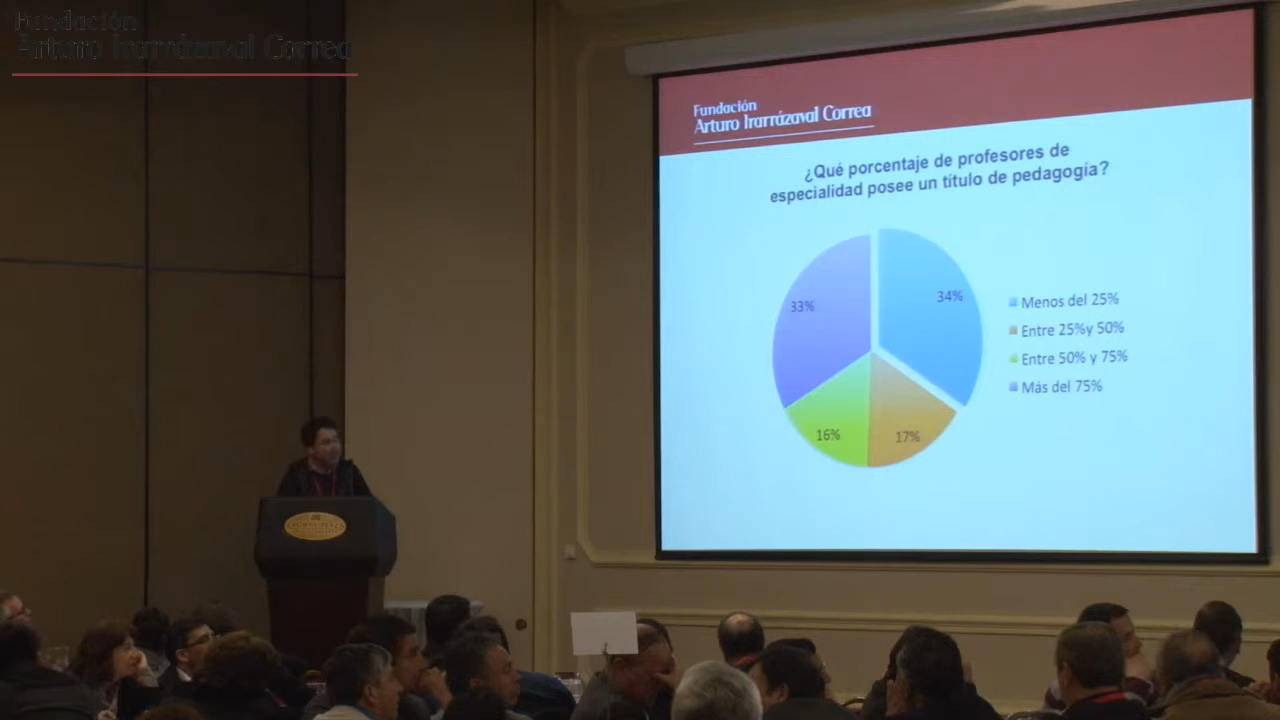 Fundación
Arturo Irarrázaval Correa
Fundación
Arturo Irarrázaval Correa
¿Qué porcentaje de profesores de
especialidad posee un título de pedagogía?
33%
34%
16%
17%
Menos del 25%
Entre 25%y 50%
Entre 50% y 75%
Más del 75%